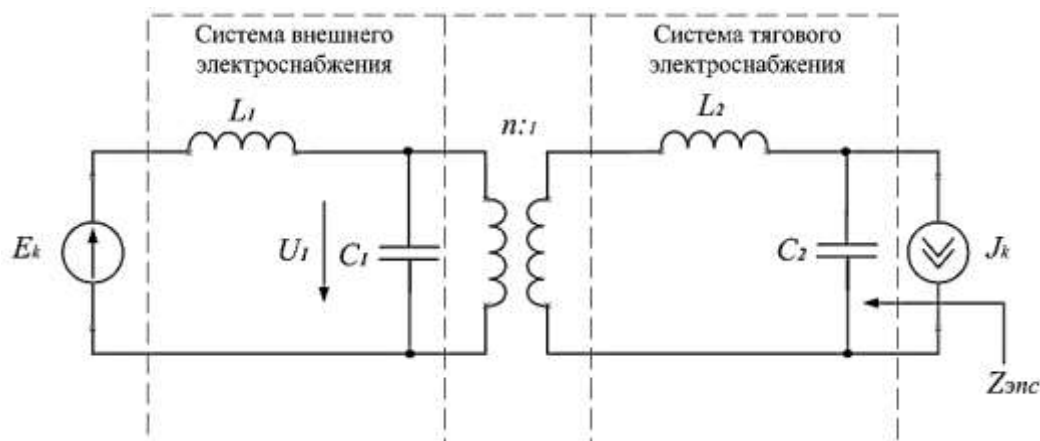 Система внешнего
электроснабжения
Система тягового
электроснабжения
L1
n:1
L2
Ek
U1
C1
C2
Jk
Zэпс